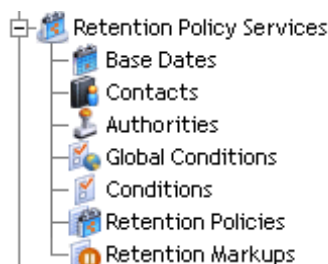 Retention Policy Services
Base Dates
Contacts
Authorities
Global Conditions
Conditions
Retention Policies
Retention Markups